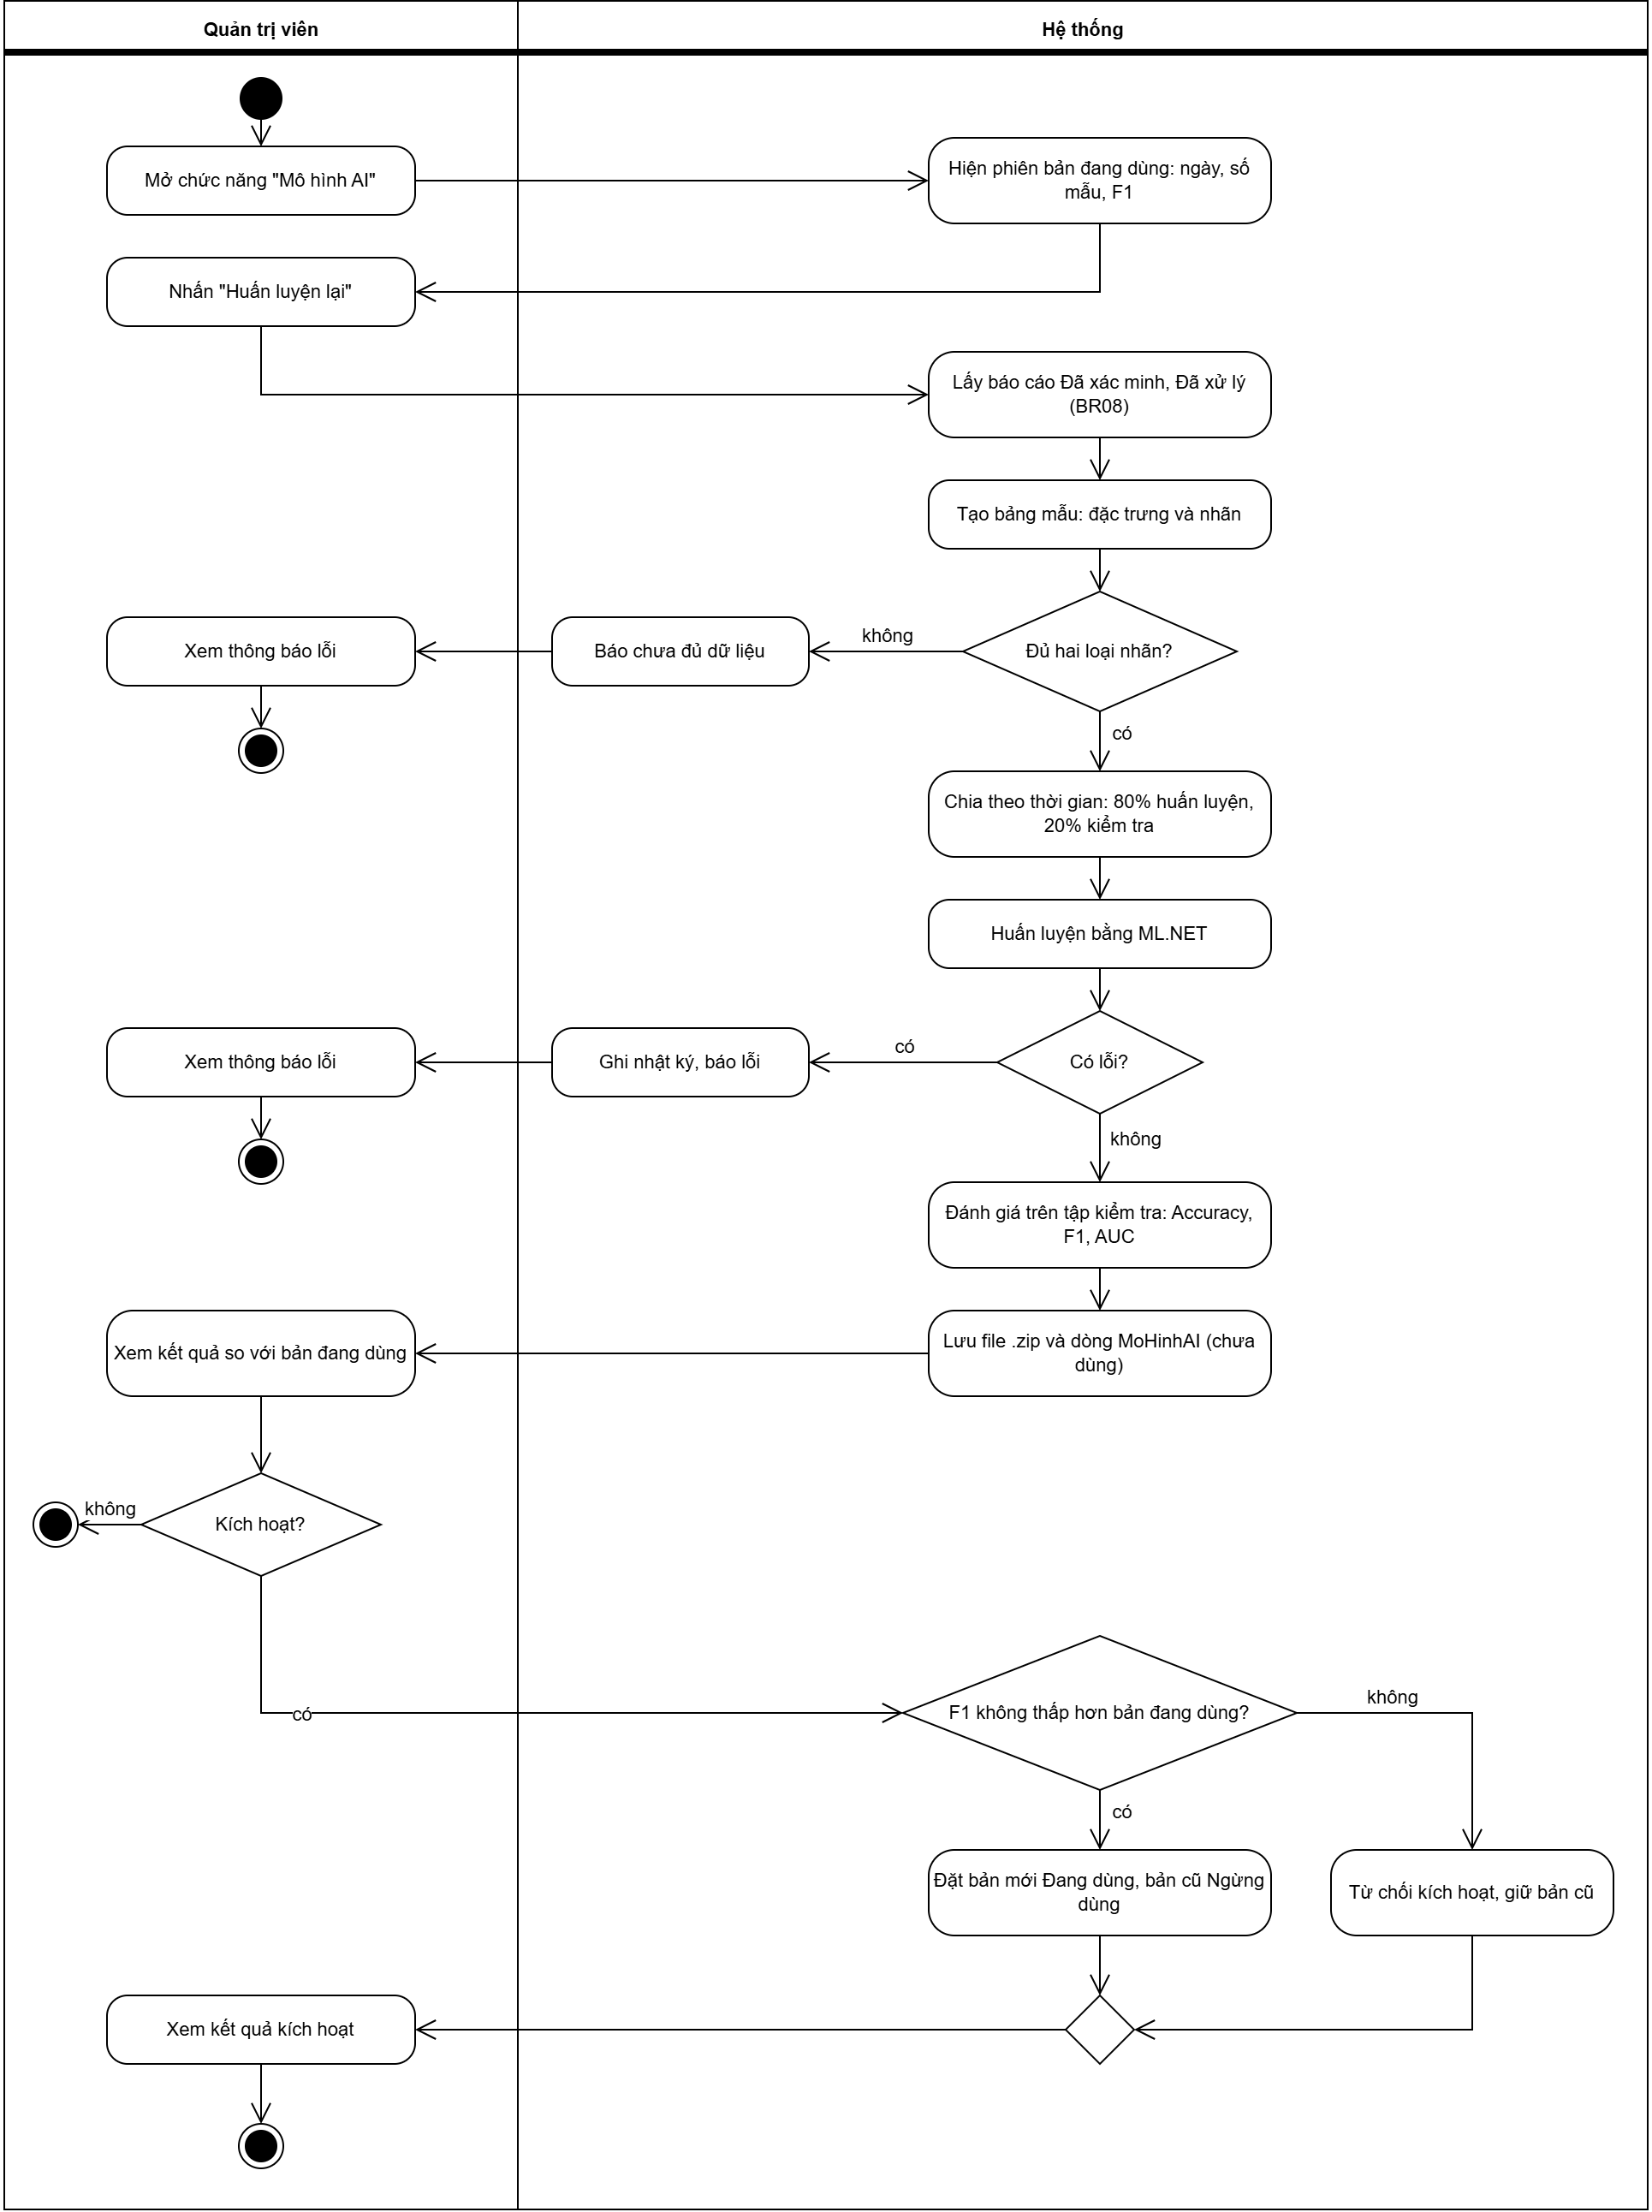 Quản trị viên
Hệ thống
Mở chức năng "Mô hình AI"
Hiện phiên bản đang dùng: ngày, số
mẫu, F1
Nhấn "Huấn luyện lại"
Lấy báo cáo Đã xác minh, Đã xử lý
(BR08)
Tạo bảng mẫu: đặc trưng và nhãn
Xem thông báo lỗi
Báo chưa đủ dữ liệu
không
Đủ hai loại nhãn?
có
Chia theo thời gian: 80% huấn luyện,
20% kiểm tra
Huấn luyện bằng ML.NET
Xem thông báo lỗi
Ghi nhật ký, báo lỗi
có
Có lỗi?
không
Đánh giá trên tập kiểm tra: Accuracy,
F1, AUC
Xem kết quả so với bản đang dùng
Lưu file .zip và dòng MoHinhAI (chưa
dùng)
không
Kích hoạt?
có
F1 không thấp hơn bản đang dùng?
không
có
Đặt bản mới Đang dùng, bản cũ Ngừng
dùng
Từ chối kích hoạt, giữ bản cũ
Xem kết quả kích hoạt